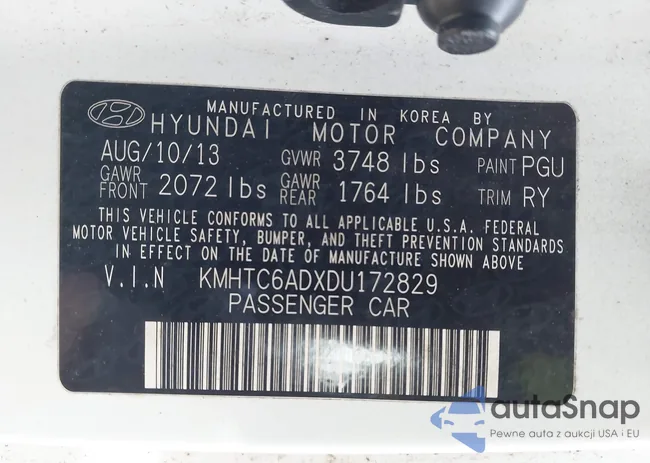 MANUFACTURED IN KOREA BY
HYUNDAI MOTOR COMPANY
AUG/10/13 GVWR 3748 lbs PAINT PGU
GAWR FRONT 2072 lbs GAWR REAR 1764 lbs TRIM RY
THIS VEHICLE CONFORMS TO ALL APPLICABLE U.S.A. FEDERAL
MOTOR VEHICLE SAFETY, BUMPER, AND THEFT PREVENTION STANDARDS
IN EFFECT ON THE DATE OF MANUFACTURE SHOWN ABOVE
V.I.N KMHTC6ADXDU172829
PASSENGER CAR
autaSnap
Pewne auta z aukcji USA i EU